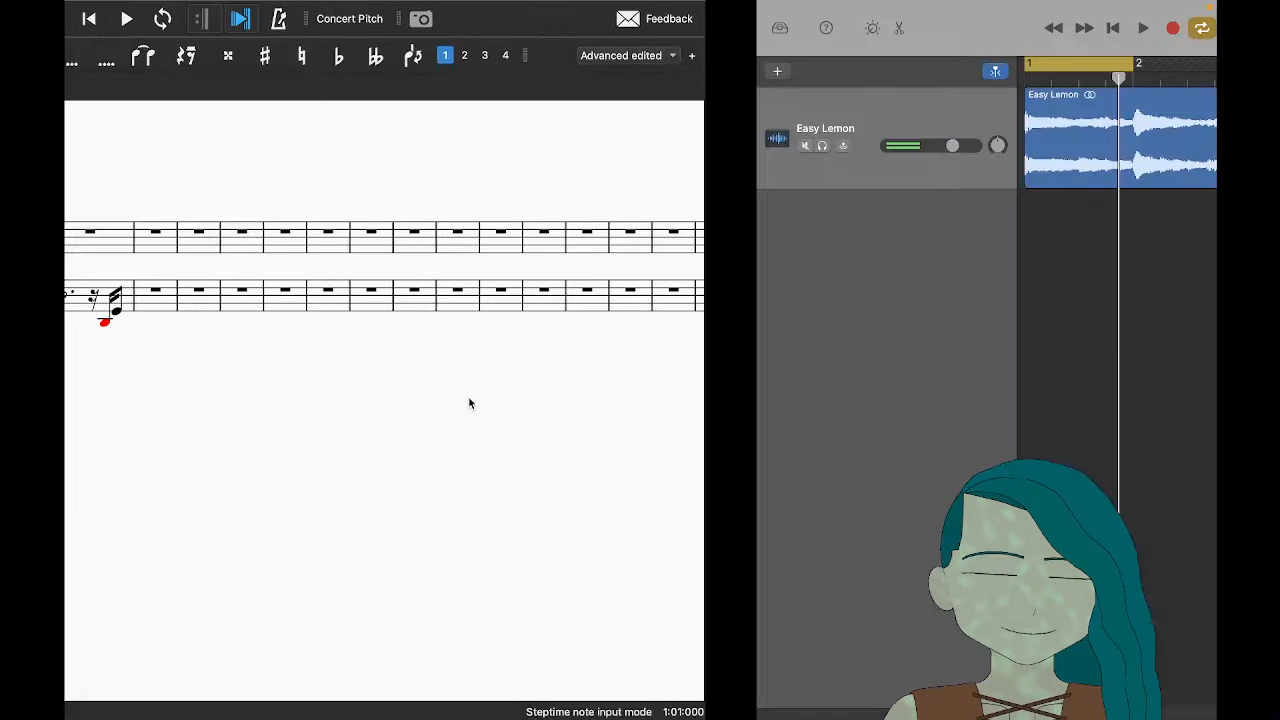 Concert Pitch
Feedback
1 2 3 4
Advanced edited
+
1 2
Easy Lemon
Easy Lemon
Steptime note input mode 1:01:000